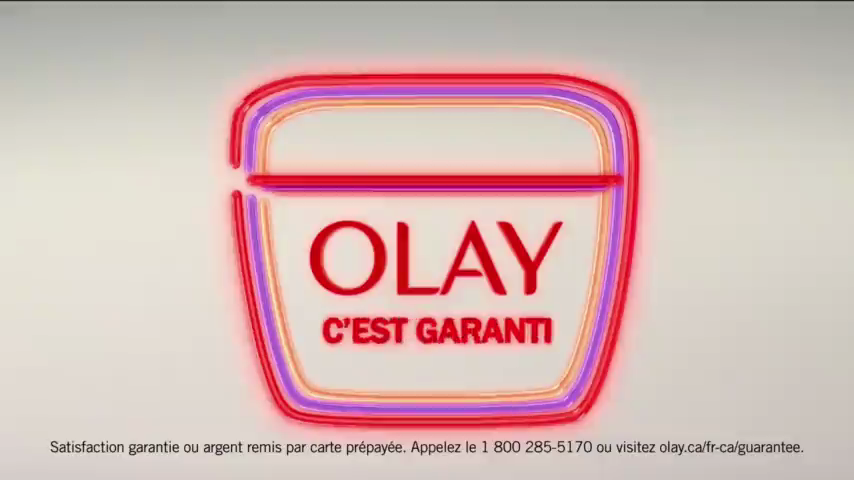 OLAY
C'EST GARANTI
Satisfaction garantie ou argent remis par carte prépayée. Appelez le 1 800 285-5170 ou visitez olay.ca/fr-ca/guarantee.